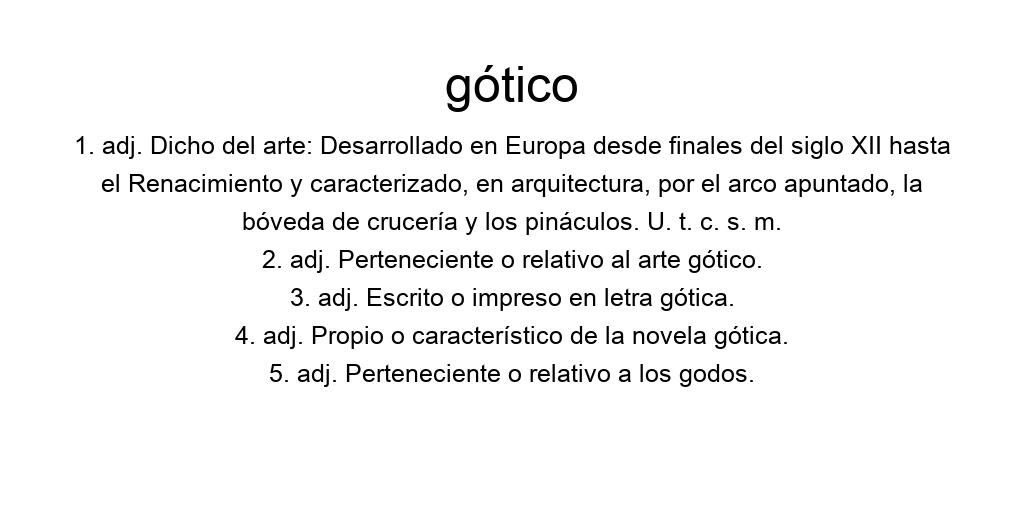 gótico
1. adj. Dicho del arte: Desarrollado en Europa desde finales del siglo XII hasta
el Renacimiento y caracterizado, en arquitectura, por el arco apuntado, la
bóveda de crucería y los pináculos. U. t. c. s. m.
2. adj. Perteneciente o relativo al arte gótico.
3. adj. Escrito o impreso en letra gótica.
4. adj. Propio o característico de la novela gótica.
5. adj. Perteneciente o relativo a los godos.